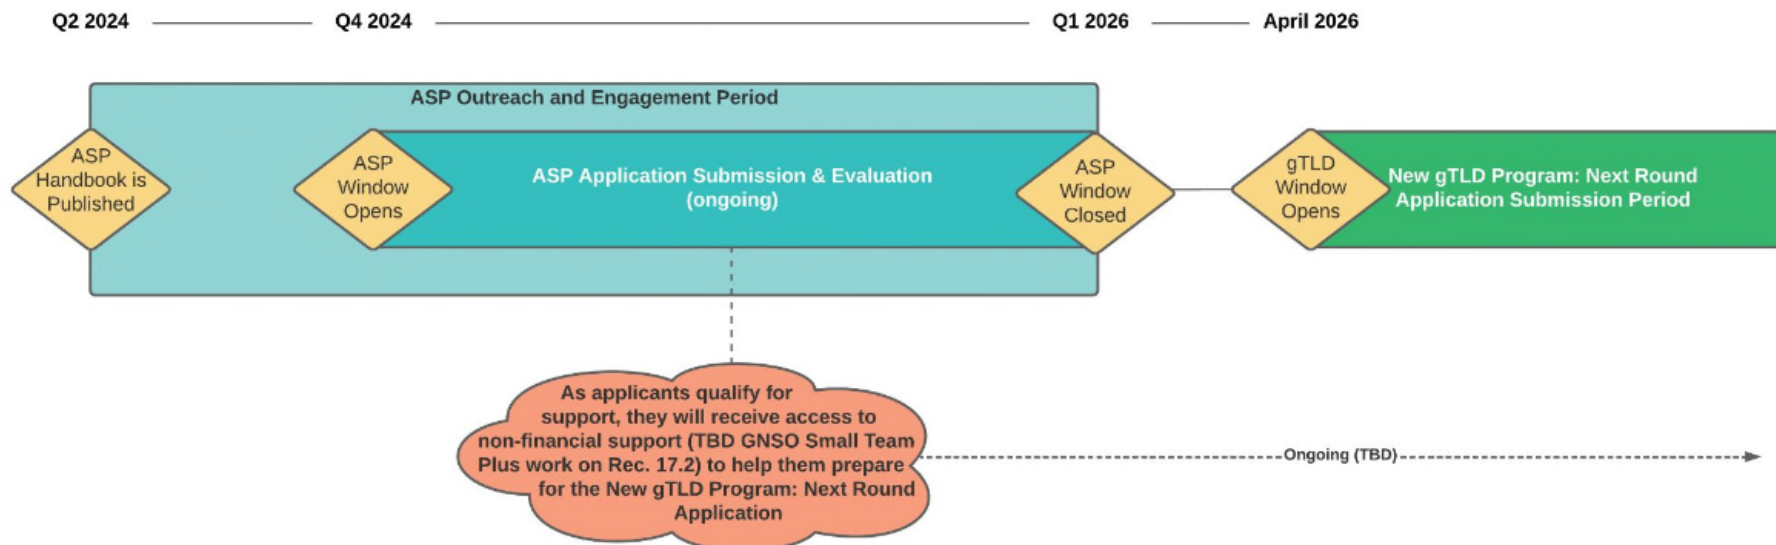 Q2 2024
Q4 2024
Q1 2026
April 2026
ASP Outreach and Engagement Period
ASP
Handbook is
Published
ASP
Window
Opens
ASP Application Submission & Evaluation
(ongoing)
ASP
Window
Closed
gTLD
Window
Opens
New gTLD Program: Next Round
Application Submission Period
As applicants qualify for
support, they will receive access to
non-financial support (TBD GNSO Small Team
Plus work on Rec. 17.2) to help them prepare
for the New gTLD Program: Next Round
Application
Ongoing (TBD)